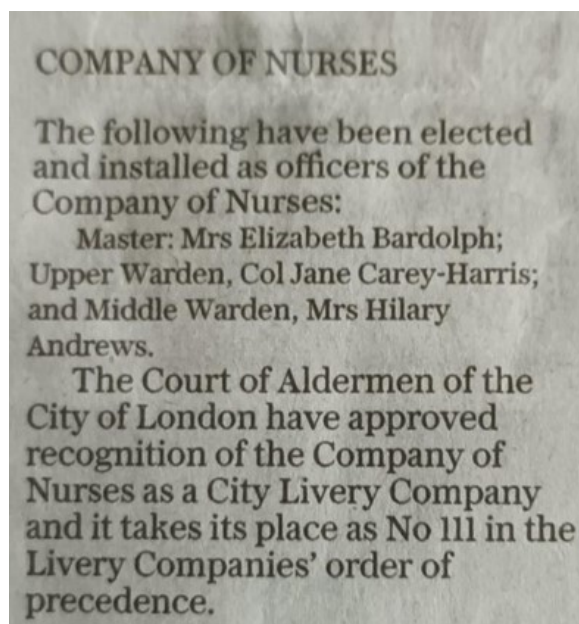 COMPANY OF NURSES
The following have been elected
and installed as officers of the
Company of Nurses:
Master: Mrs Elizabeth Bardolph;
Upper Warden, Col Jane Carey-Harris;
and Middle Warden, Mrs Hilary
Andrews.
The Court of Aldermen of the
City of London have approved
recognition of the Company of
Nurses as a City Livery Company
and it takes its place as No 111 in the
Livery Companies’ order of
precedence.